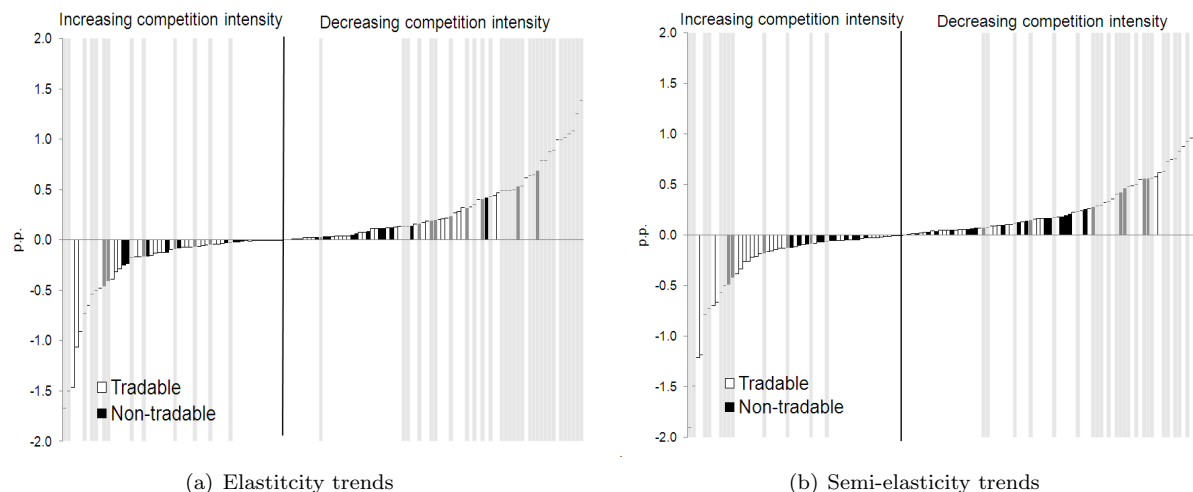 Increasing competition intensity
Decreasing competition intensity
2.0
1.5
1.0
0.5
0.0
-0.5
-1.0
-1.5
-2.0
p.p.
Tradable
Non-tradable
(a) Elastitcity trends
Increasing competition intensity
Decreasing competition intensity
2.0
1.5
1.0
0.5
0.0
-0.5
-1.0
-1.5
-2.0
p.p.
Tradable
Non-tradable
(b) Semi-elasticity trends